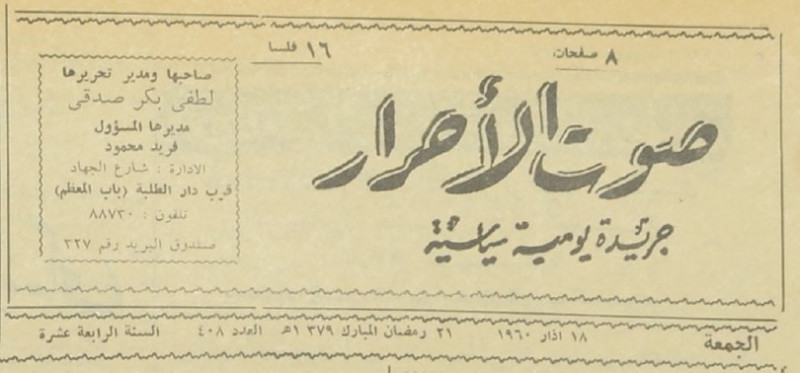 ٨ صفحات
١٦ فلسا
صوت الأحرار
جريدة يومية سياسية
صاحبها ومدير تحريرها
لطفي بكر صدقي
مديرها المسؤول
فريد محمود
الادارة : شارع الجهاد
قرب دار الطلبة (باب المعظم)
تلفون : ٨٨٧٣٠
صندوق البريد رقم ٣٢٧
الجمعة ١٨ اذار ١٩٦٠ ٢١ رمضان المبارك ١٣٧٩هـ العدد ٤٠٨ السنة الرابعة عشرة